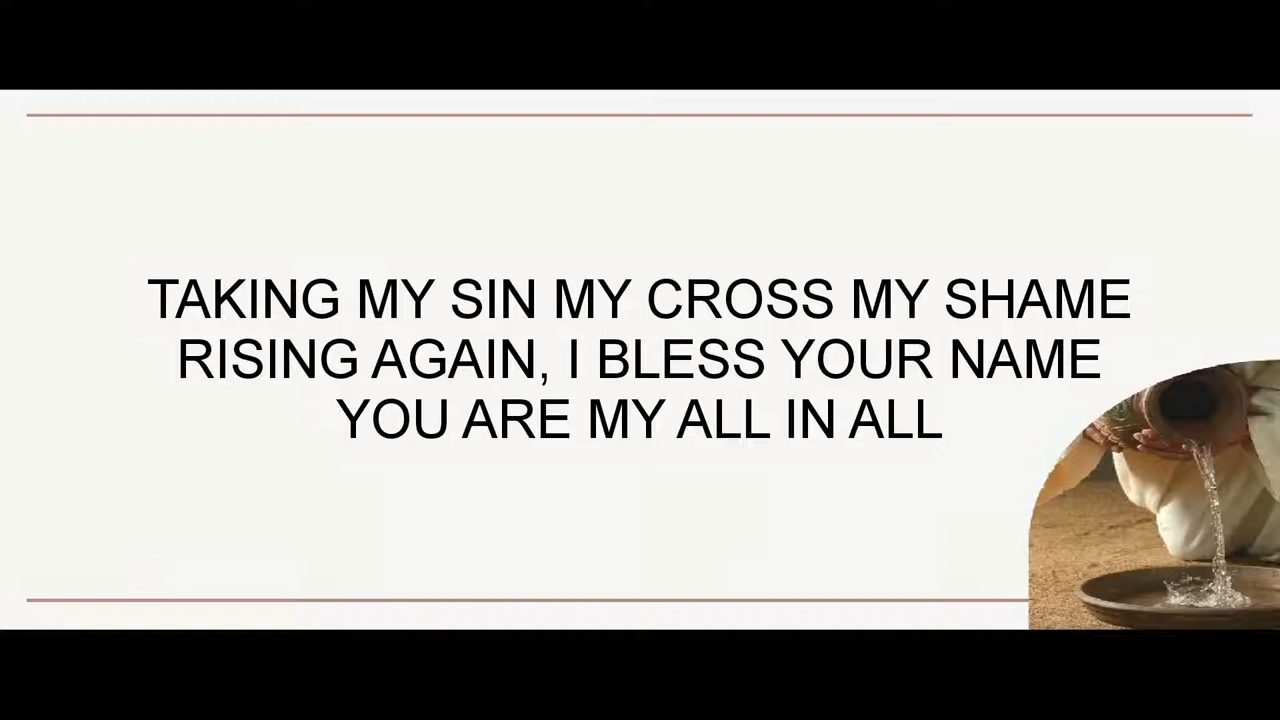 TAKING MY SIN MY CROSS MY SHAME
RISING AGAIN, I BLESS YOUR NAME
YOU ARE MY ALL IN ALL